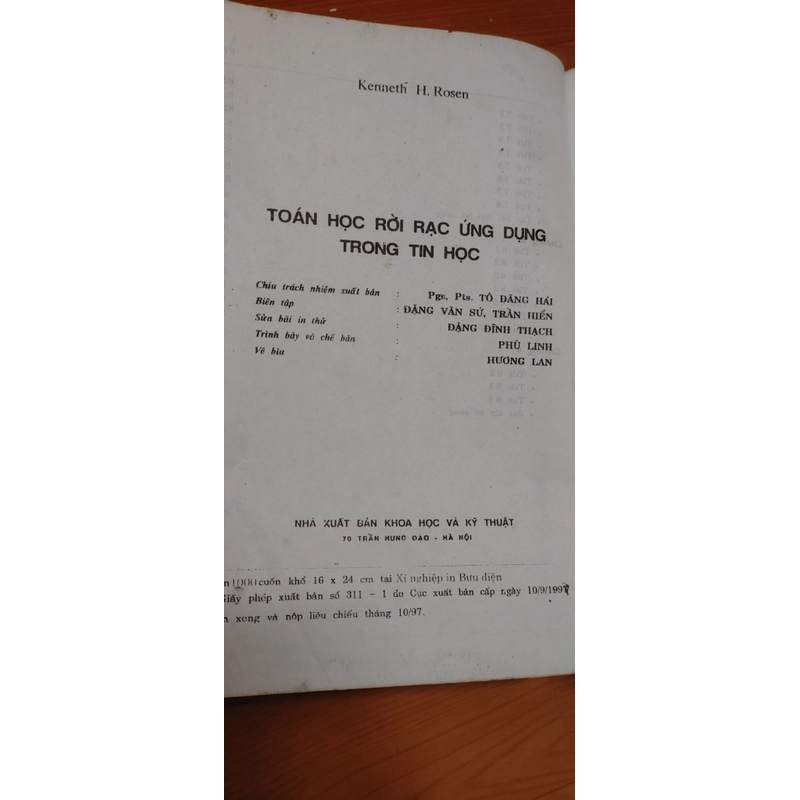 Kenneth H. Rosen
TOÁN HỌC RỜI RẠC ỨNG DỤNG
TRONG TIN HỌC
Chịu trách nhiệm xuất bản : Pgs, Pts. TÔ ĐĂNG HẢI
Biên tập : ĐẶNG VĂN SỬ, TRẦN HIỂN
Sửa bài in thử : DẶNG ĐÌNH THẠCH
Trình bày và chế bản : PHÙ LINH
Vẽ bìa : HƯƠNG LAN
NHÀ XUẤT BẢN KHOA HỌC VÀ KỸ THUẬT
70 TRẦN HƯNG ĐẠO - HÀ NỘI
n 1000 cuốn khổ 16 x 24 cm tại Xí nghiệp in Bưu điện
Giấy phép xuất bản số 311 - 1 do Cục xuất bản cấp ngày 10/9/1997
n xong và nộp lưu chiểu tháng 10/97.